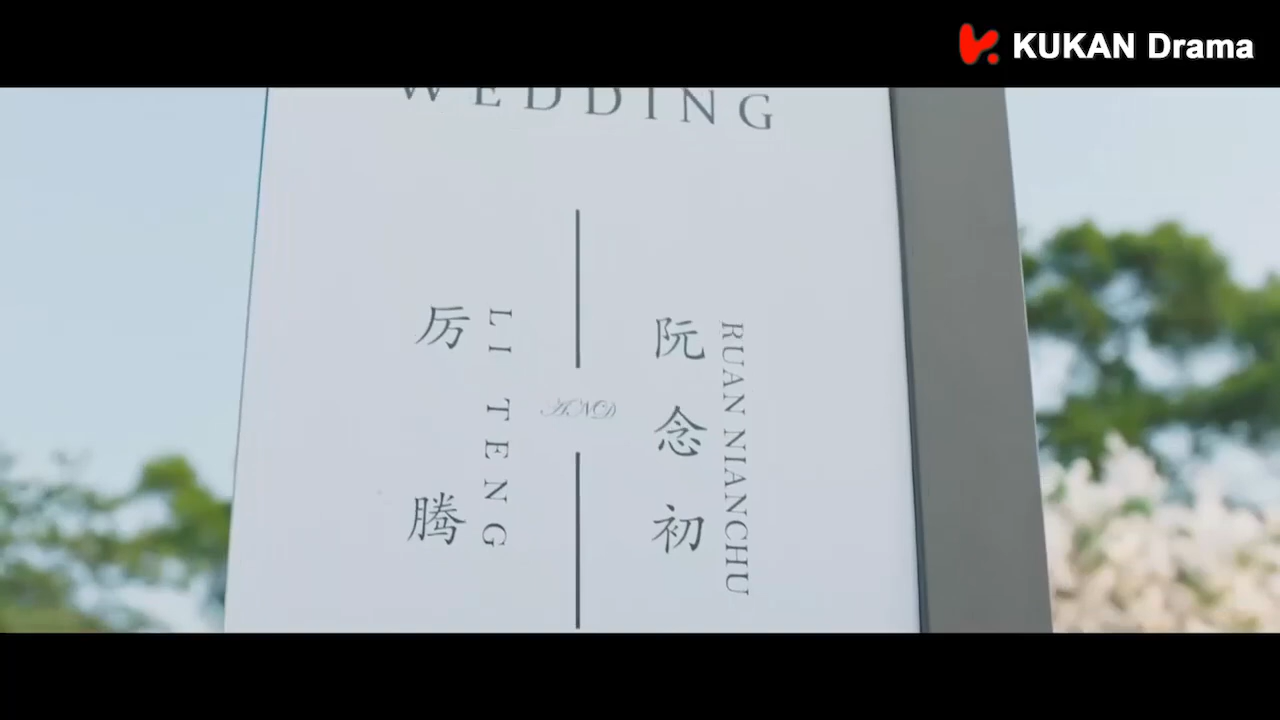 KUKAN Drama
WEDDING
厉腾
LI TENG
AND
阮念初
RUAN NIANCHU